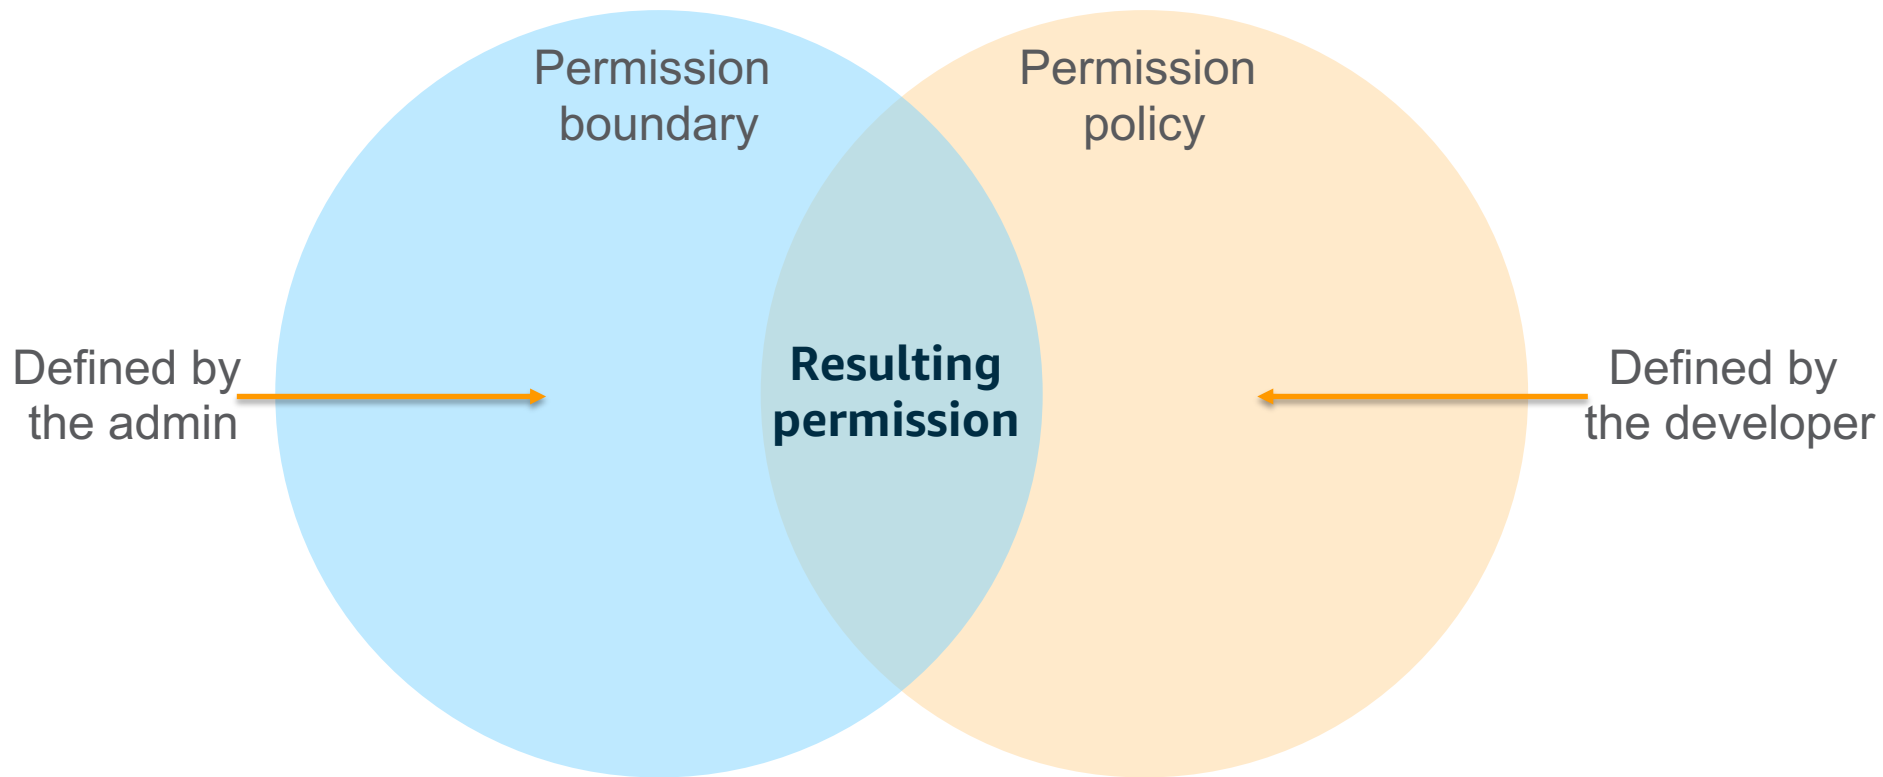 Permission
boundary
Permission
policy
Defined by
the admin
Resulting
permission
Defined by
the developer